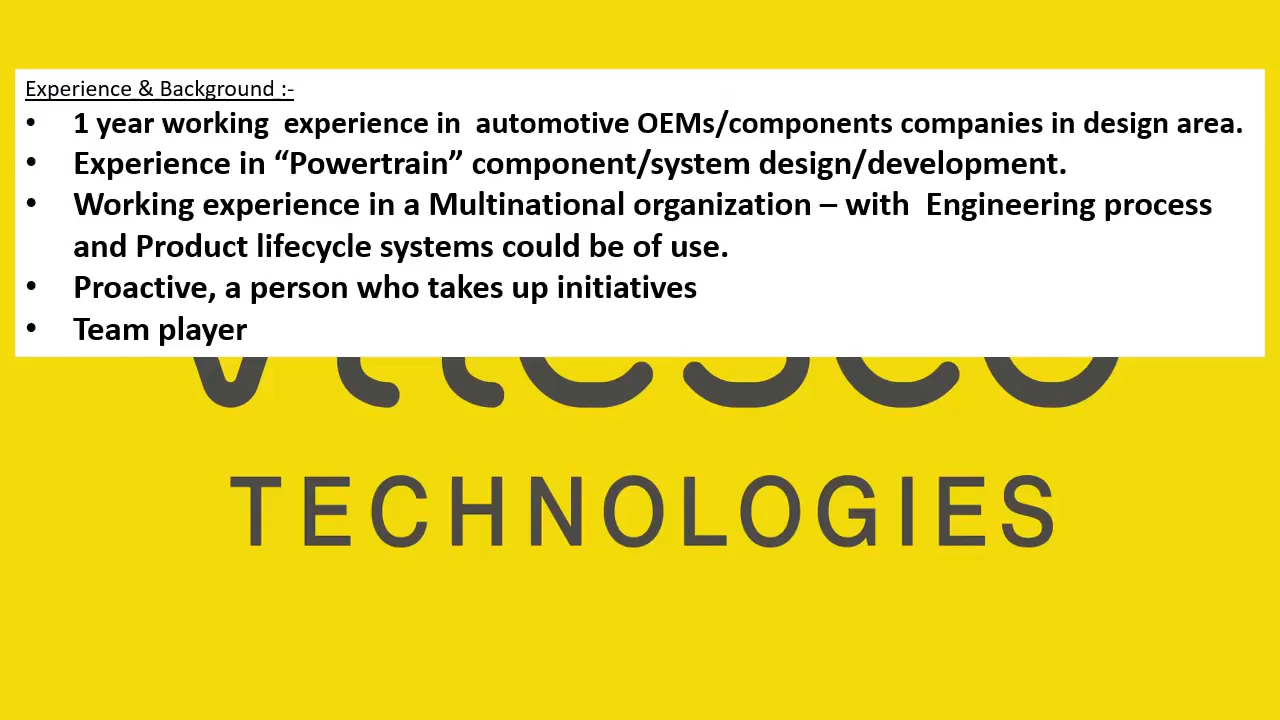 Experience & Background :-
• 1 year working  experience in  automotive OEMs/components companies in design area.
• Experience in “Powertrain” component/system design/development.
• Working experience in a Multinational organization – with  Engineering process
and Product lifecycle systems could be of use.
• Proactive, a person who takes up initiatives
• Team player
TECHNOLOGIES